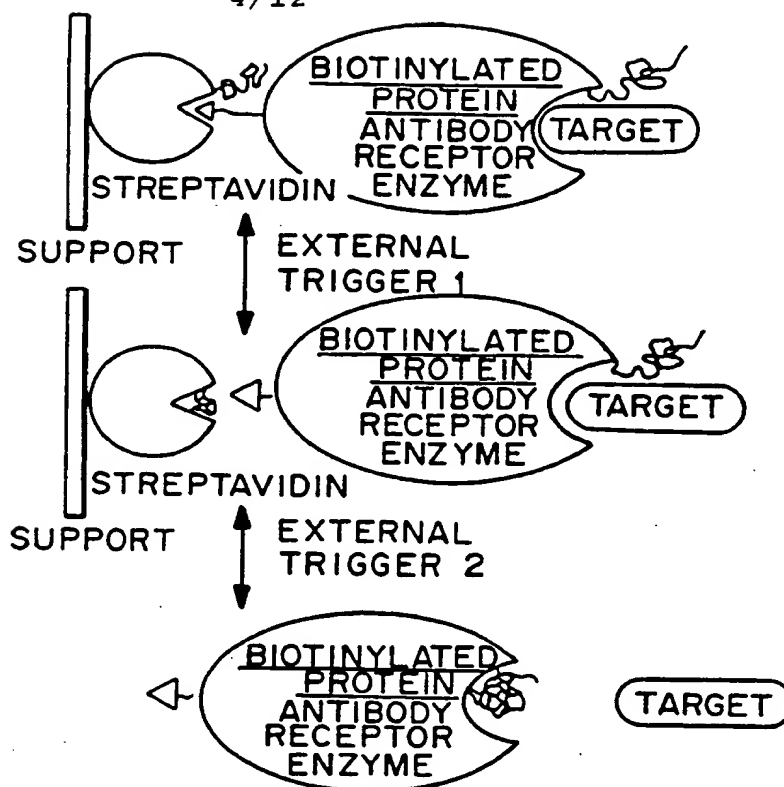 4/12
BIOTINYLATED
PROTEIN
ANTIBODY
RECEPTOR
ENZYME
TARGET
STREPTAVIDIN
SUPPORT
EXTERNAL
TRIGGER 1
BIOTINYLATED
PROTEIN
ANTIBODY
RECEPTOR
ENZYME
TARGET
STREPTAVIDIN
SUPPORT
EXTERNAL
TRIGGER 2
BIOTINYLATED
PROTEIN
ANTIBODY
RECEPTOR
ENZYME
TARGET